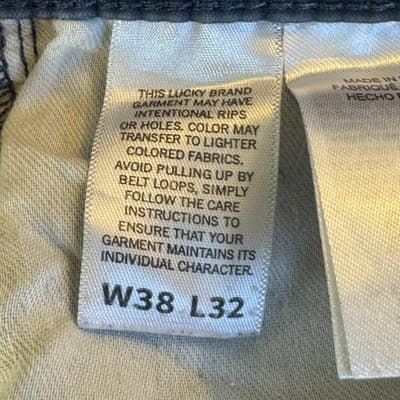 THIS LUCKY BRAND
GARMENT MAY HAVE
INTENTIONAL RIPS
OR HOLES. COLOR MAY
TRANSFER TO LIGHTER
COLORED FABRICS.
AVOID PULLING UP BY
BELT LOOPS, SIMPLY
FOLLOW THE CARE
INSTRUCTIONS TO
ENSURE THAT YOUR
GARMENT MAINTAINS ITS
INDIVIDUAL CHARACTER.
W38 L32
MADE IN
FABRIQUÉ
HECHO